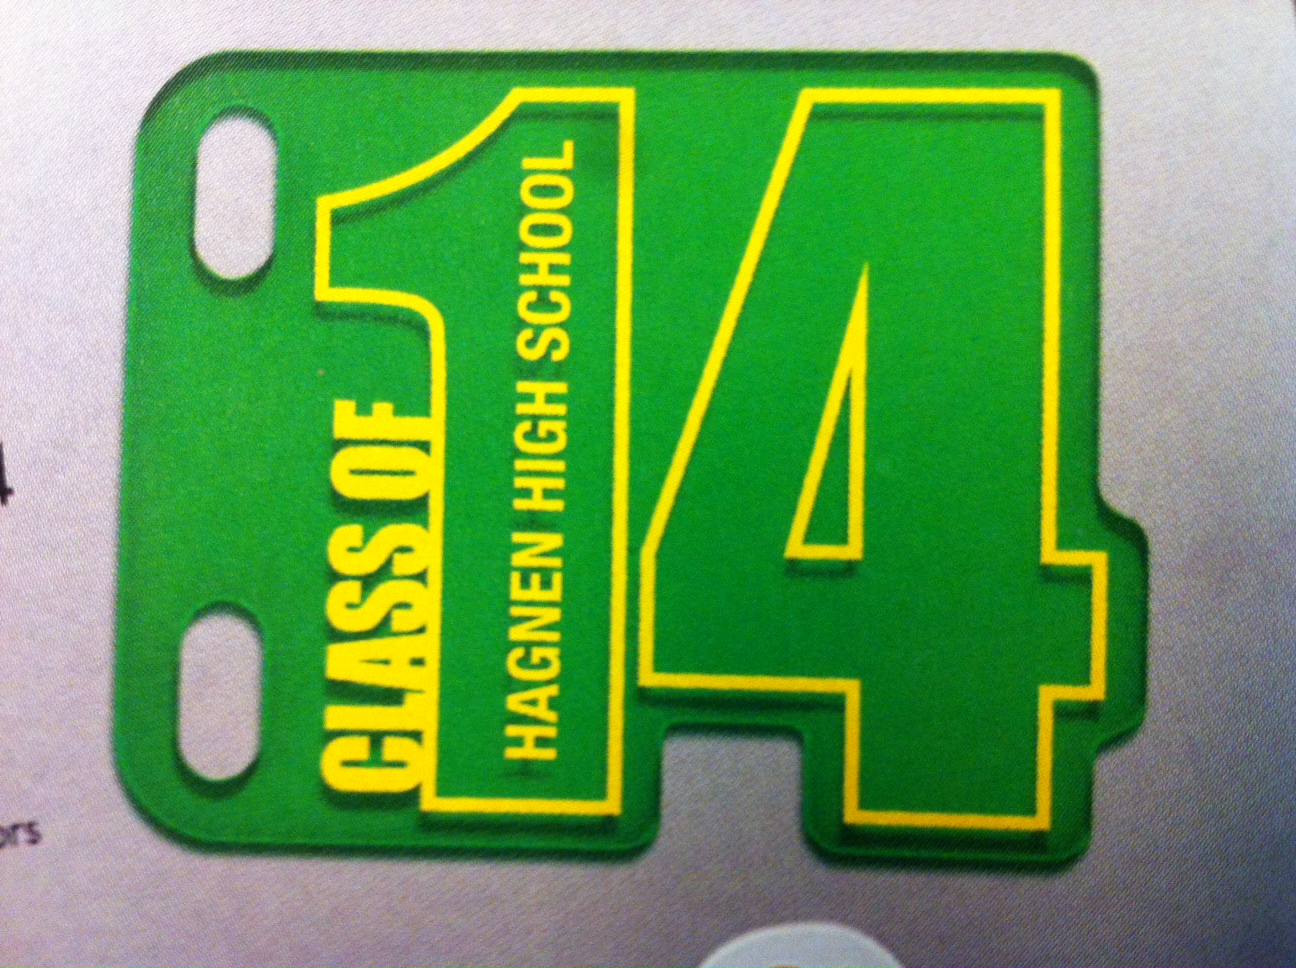 CLASS OF
14
HAGNEN HIGH SCHOOL